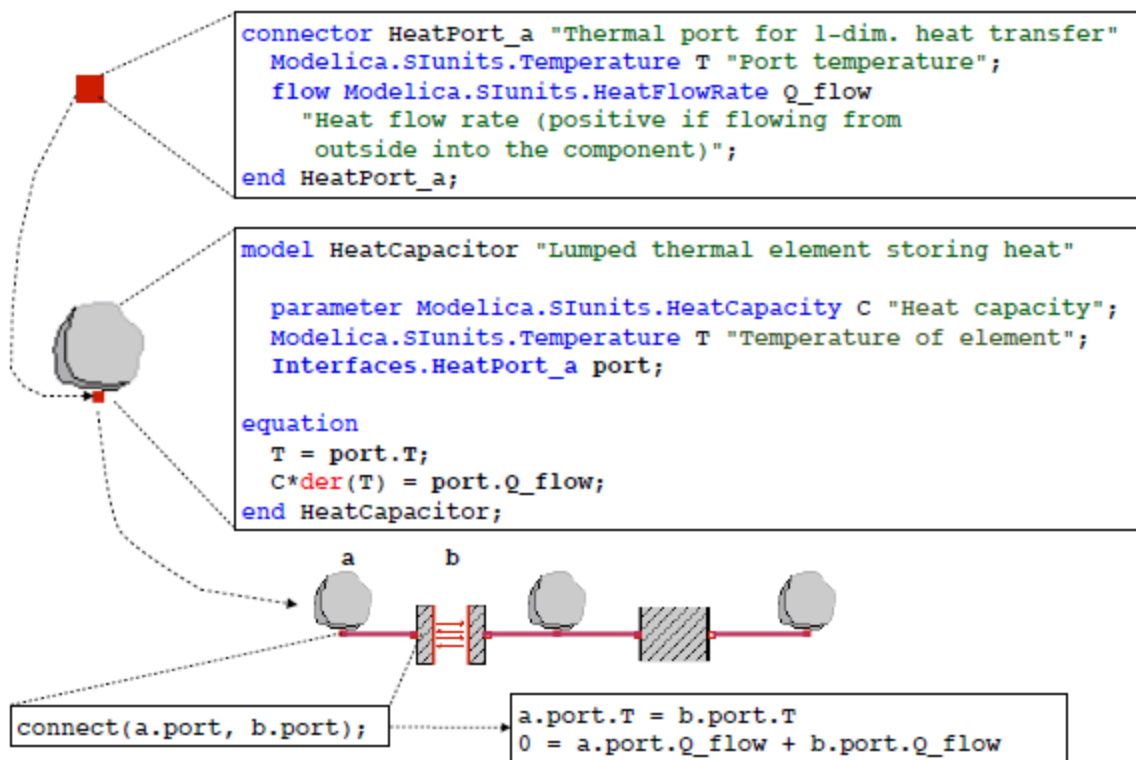 connector HeatPort_a "Thermal port for 1-dim. heat transfer"
Modelica.SIunits.Temperature T "Port temperature";
flow Modelica.SIunits.HeatFlowRate Q_flow
"Heat flow rate (positive if flowing from
outside into the component)";
end HeatPort_a;
model HeatCapacitor "Lumped thermal element storing heat"
parameter Modelica.SIunits.HeatCapacity C "Heat capacity";
Modelica.SIunits.Temperature T "Temperature of element";
Interfaces.HeatPort_a port;
equation
T = port.T;
C*der(T) = port.Q_flow;
end HeatCapacitor;
a b
connect(a.port, b.port);
a.port.T = b.port.T
0 = a.port.Q_flow + b.port.Q_flow